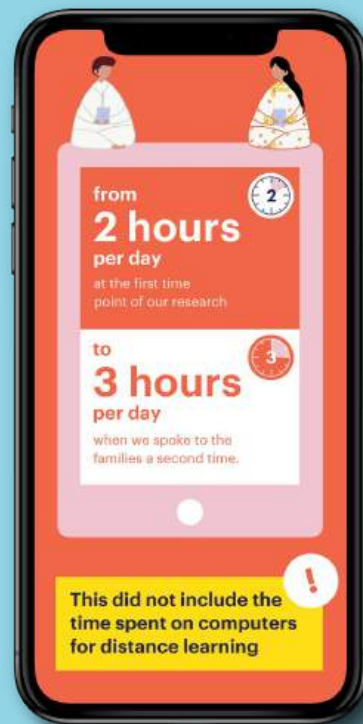 from
2 hours
per day
at the first time
point of our research
2
to
3 hours
per day
when we spoke to the
families a second time.
3
!
This did not include the
time spent on computers
for distance learning